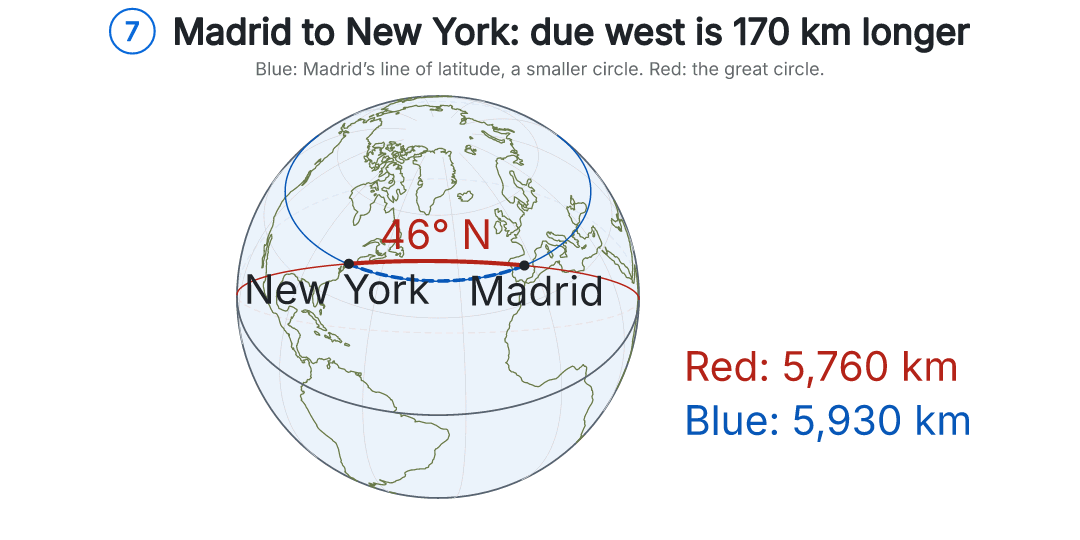 7 Madrid to New York: due west is 170 km longer
Blue: Madrid’s line of latitude, a smaller circle. Red: the great circle.
46° N
New York Madrid
Red: 5,760 km
Blue: 5,930 km